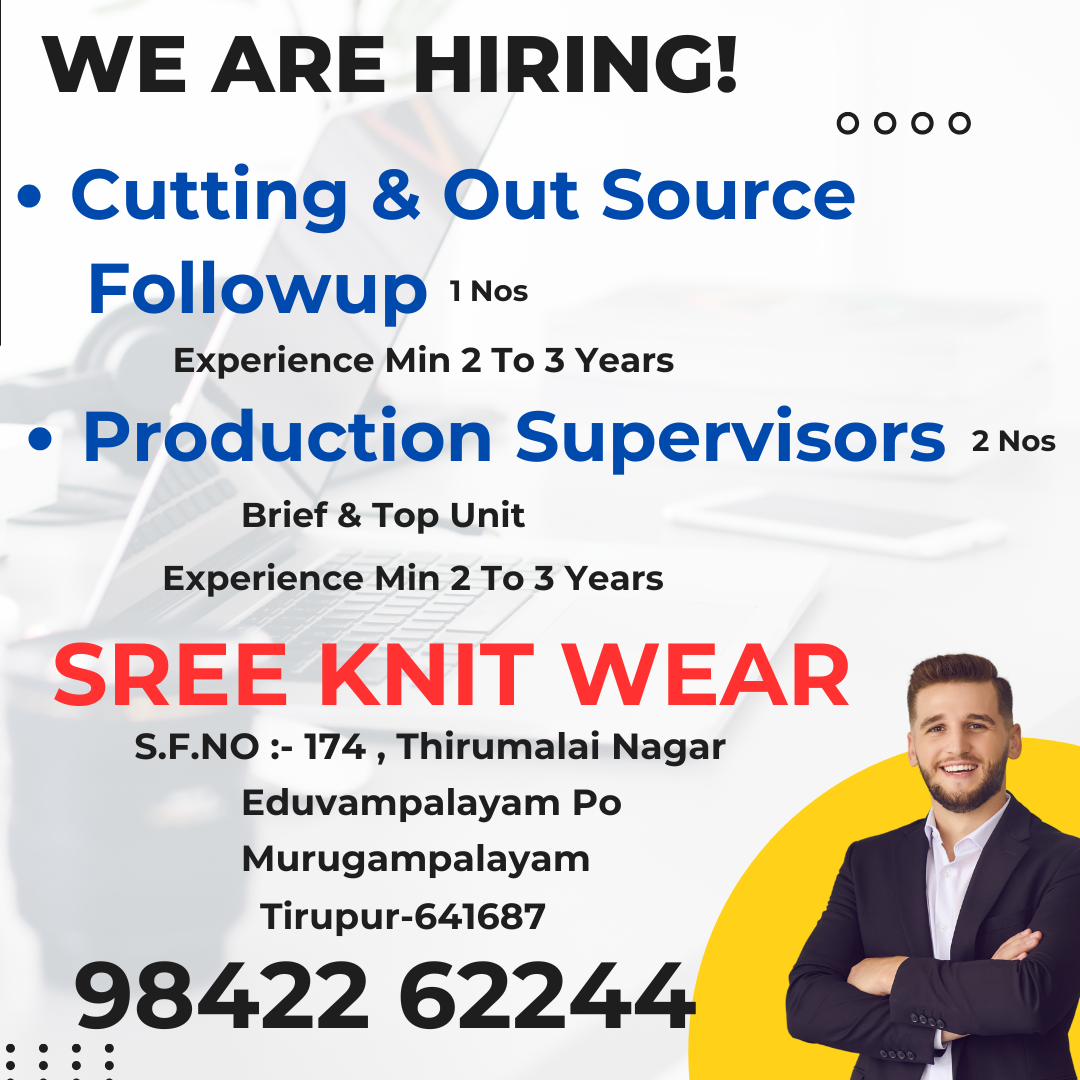 WE ARE HIRING!
• Cutting & Out Source
Followup 1 Nos
Experience Min 2 To 3 Years
• Production Supervisors 2 Nos
Brief & Top Unit
Experience Min 2 To 3 Years
SREE KNIT WEAR
S.F.NO :- 174 , Thirumalai Nagar
Eduvampalayam Po
Murugampalayam
Tirupur-641687
98422 62244